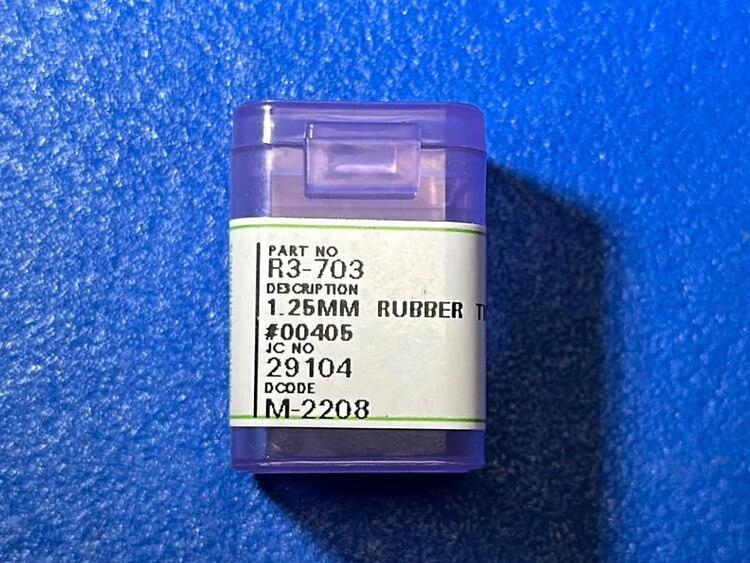 PART NO
R3-703
DESCRIPTION
1.25MM RUBBER
#00405
JC NO
29104
DCODE
M-2208